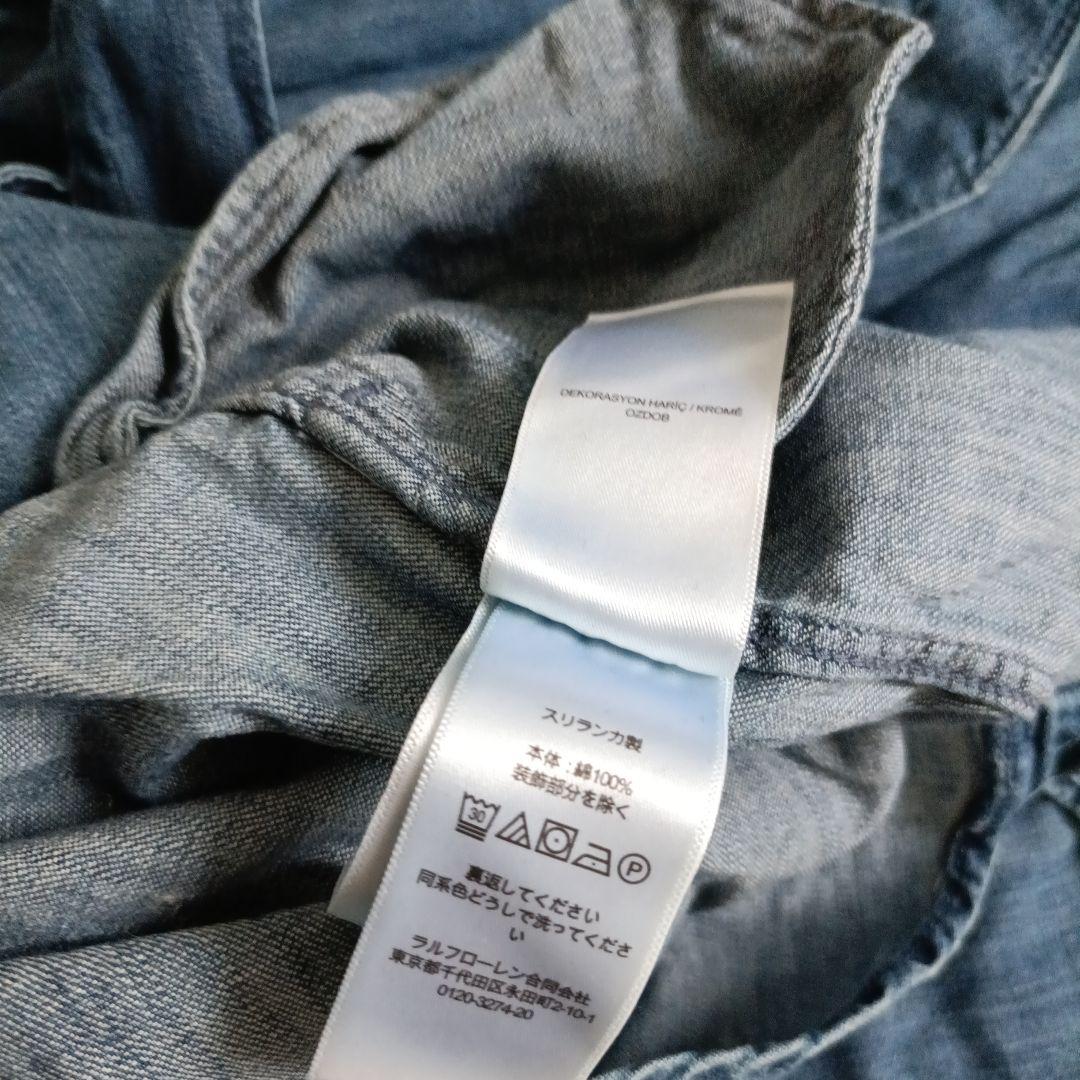 DEKORASYON HARİÇ / KROMĚ
OZDOB
スリランカ製
本体 : 綿100%
装飾部分を除く
30
P
裏返してください
同系色どうしで洗ってくださ
い
ラルフローレン合同会社
東京都千代田区永田町2-10-1
0120-3274-20